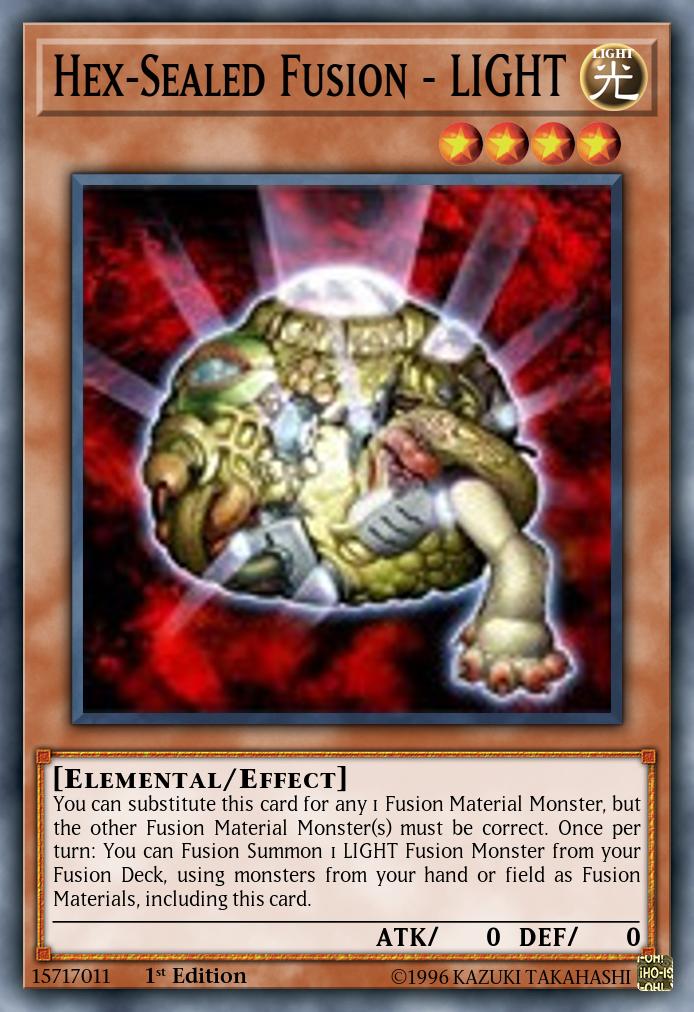 Hex-Sealed Fusion - LIGHT
LIGHT
光
[Elemental/Effect]
You can substitute this card for any 1 Fusion Material Monster, but
the other Fusion Material Monster(s) must be correct. Once per
turn: You can Fusion Summon 1 LIGHT Fusion Monster from your
Fusion Deck, using monsters from your hand or field as Fusion
Materials, including this card.
ATK/ 0 DEF/ 0
15717011 1st Edition ©1996 KAZUKI TAKAHASHI